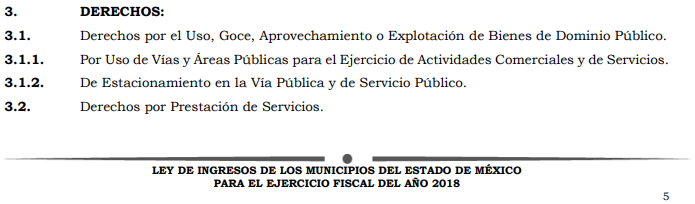 3. DERECHOS:
3.1. Derechos por el Uso, Goce, Aprovechamiento o Explotación de Bienes de Dominio Público.
3.1.1. Por Uso de Vías y Áreas Públicas para el Ejercicio de Actividades Comerciales y de Servicios.
3.1.2. De Estacionamiento en la Vía Pública y de Servicio Público.
3.2. Derechos por Prestación de Servicios.
LEY DE INGRESOS DE LOS MUNICIPIOS DEL ESTADO DE MÉXICO
PARA EL EJERCICIO FISCAL DEL AÑO 2018
5